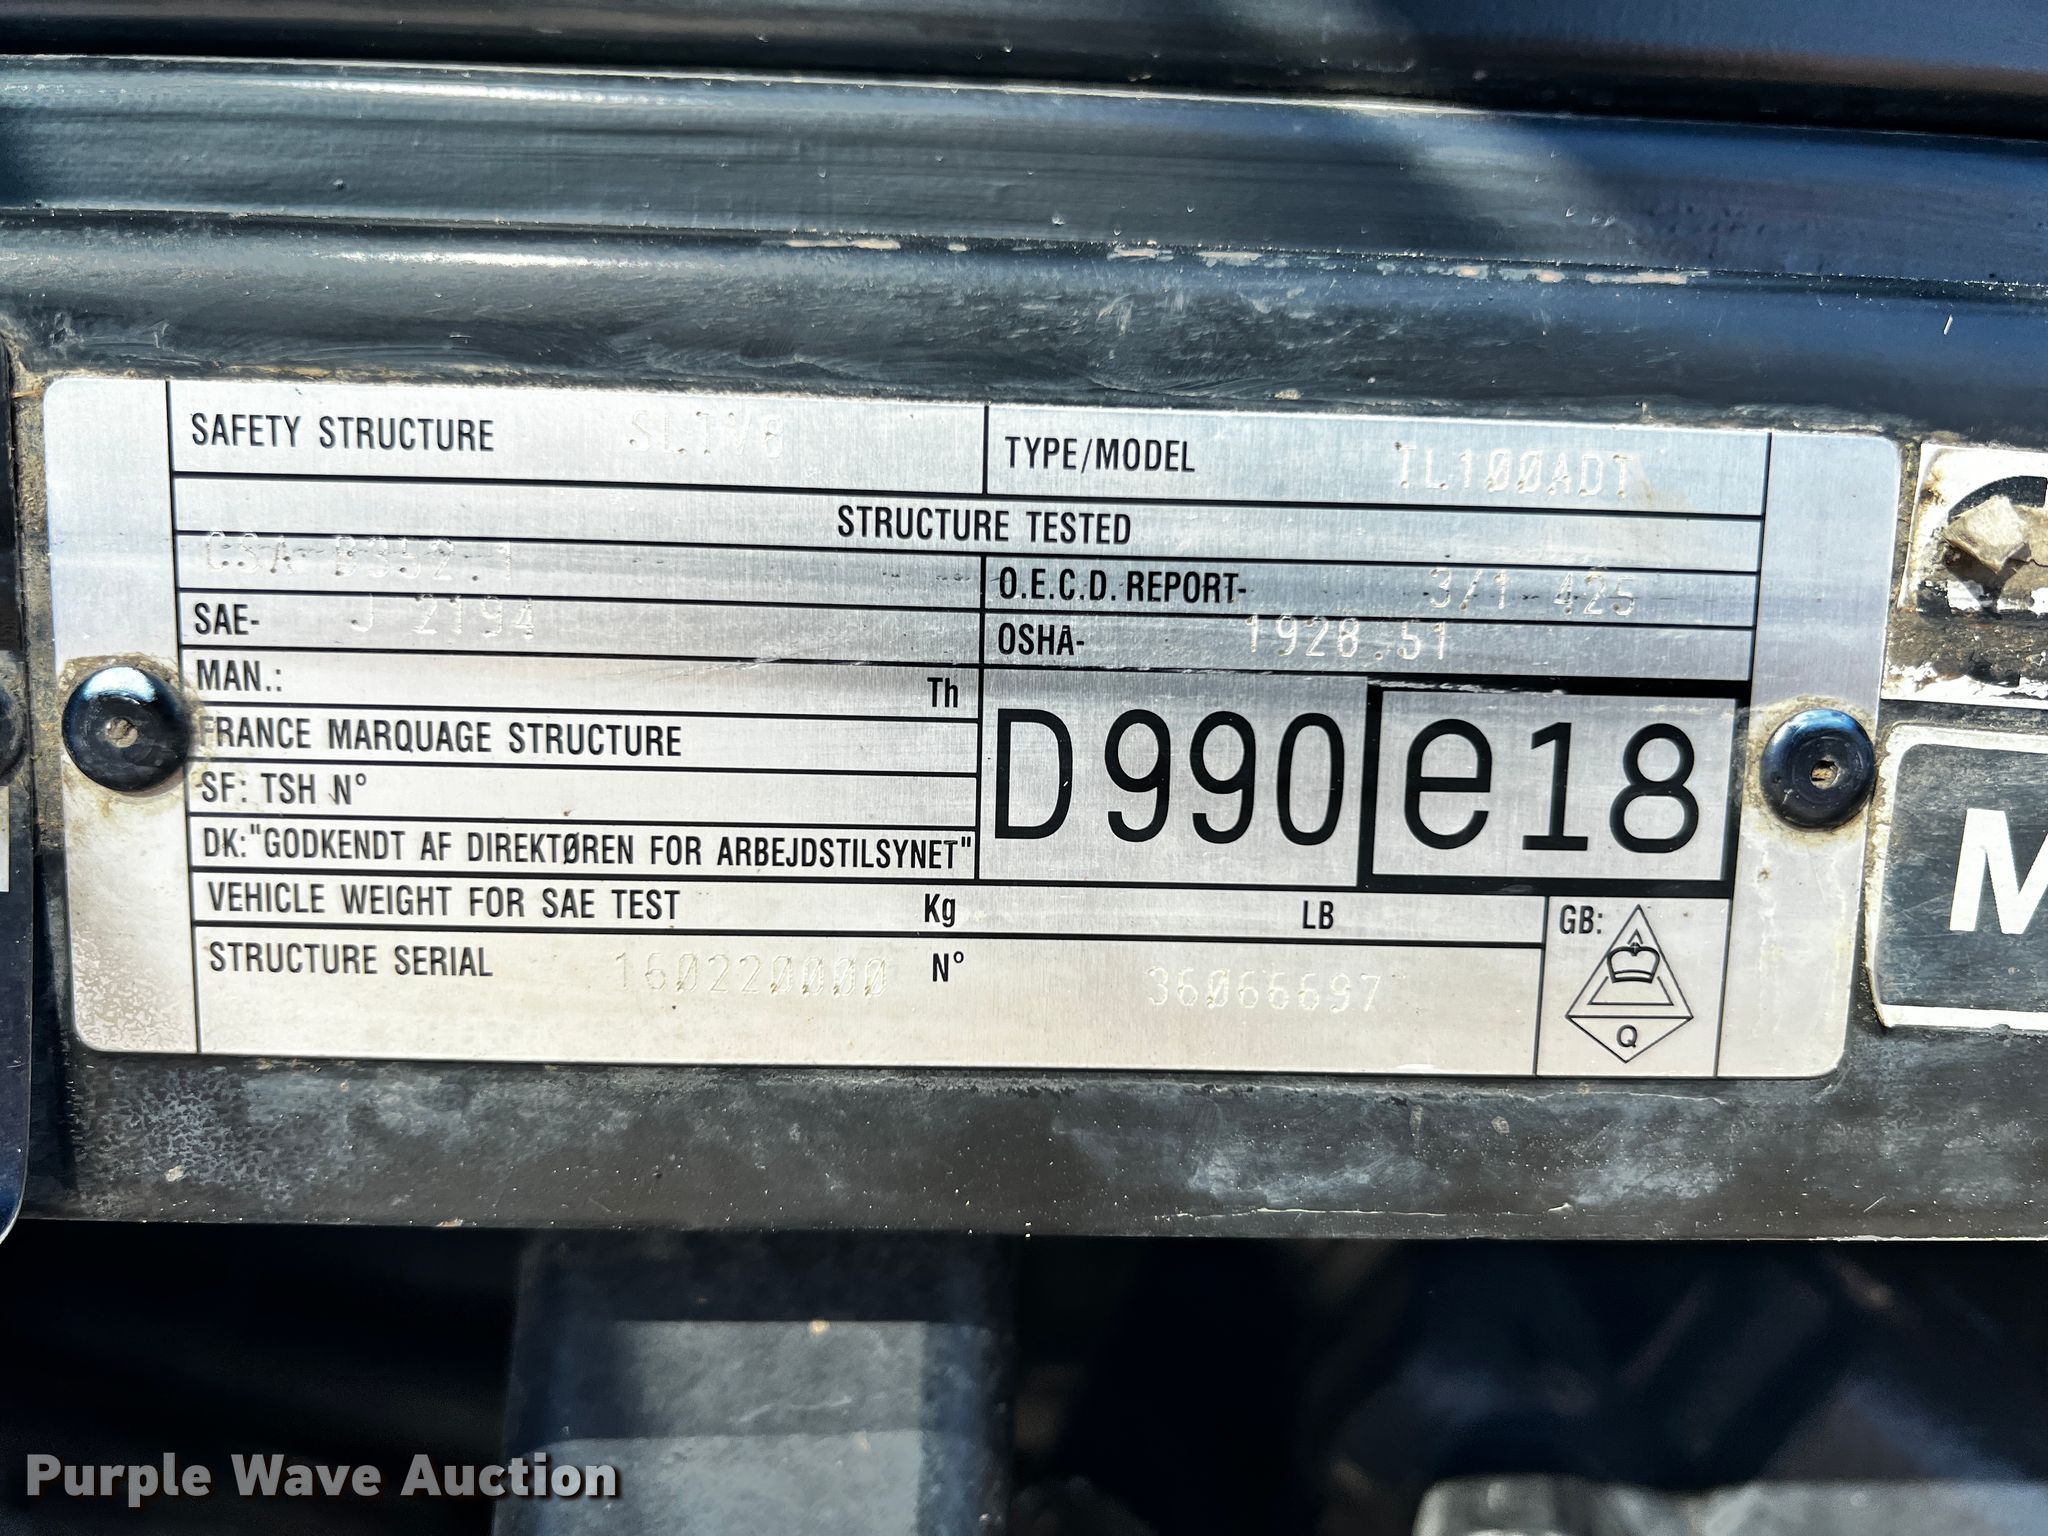 SAFETY STRUCTURE SLTV8 TYPE/MODEL TL100ADT
STRUCTURE TESTED
CSA B352.1 O.E.C.D. REPORT- 3/1 425
SAE- J 2194 OSHA- 1928.51
MAN.: Th
FRANCE MARQUAGE STRUCTURE D990 e18
SF: TSH N°
DK:"GODKENDT AF DIREKTØREN FOR ARBEJDSTILSYNET"
VEHICLE WEIGHT FOR SAE TEST Kg LB GB:
STRUCTURE SERIAL 160220000 N° 36066697
Q
M
Purple Wave Auction